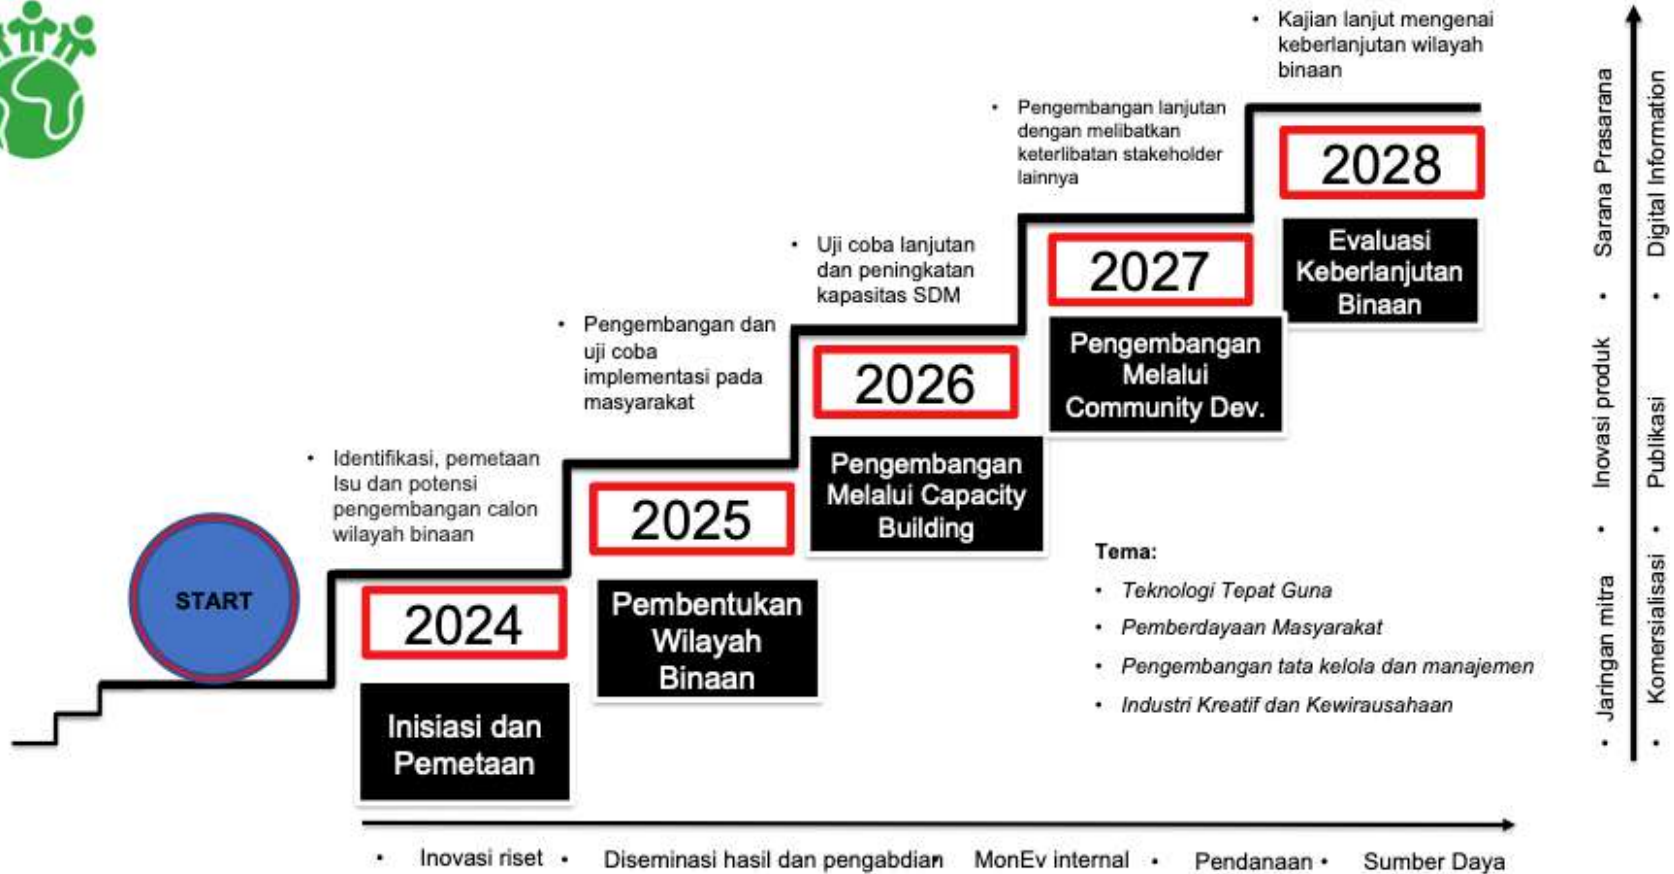 • Kajian lanjut mengenai
keberlanjutan wilayah
binaan
• Pengembangan lanjutan
dengan melibatkan
keterlibatan stakeholder
lainnya
2028
Evaluasi
Keberlanjutan
Binaan
• Uji coba lanjutan
dan peningkatan
kapasitas SDM
2027
Pengembangan
Melalui
Community Dev.
• Pengembangan dan
uji coba
implementasi pada
masyarakat
2026
Pengembangan
Melalui Capacity
Building
• Identifikasi, pemetaan
Isu dan potensi
pengembangan calon
wilayah binaan
2025
Pembentukan
Wilayah
Binaan
START
2024
Inisiasi dan
Pemetaan
Tema:
• Teknologi Tepat Guna
• Pemberdayaan Masyarakat
• Pengembangan tata kelola dan manajemen
• Industri Kreatif dan Kewirausahaan
• Jaringan mitra • Inovasi produk • Sarana Prasarana
• Komersialisasi • Publikasi • Digital Information
• Inovasi riset • Diseminasi hasil dan pengabdian • MonEv internal • Pendanaan • Sumber Daya